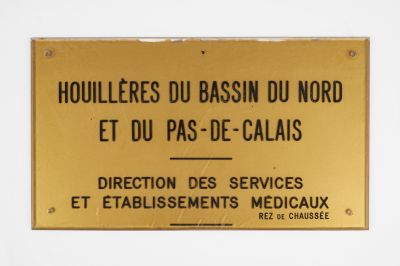 HOUILLÈRES DU BASSIN DU NORD
ET DU PAS-DE-CALAIS
DIRECTION DES SERVICES
ET ÉTABLISSEMENTS MÉDICAUX
REZ DE CHAUSSÉE